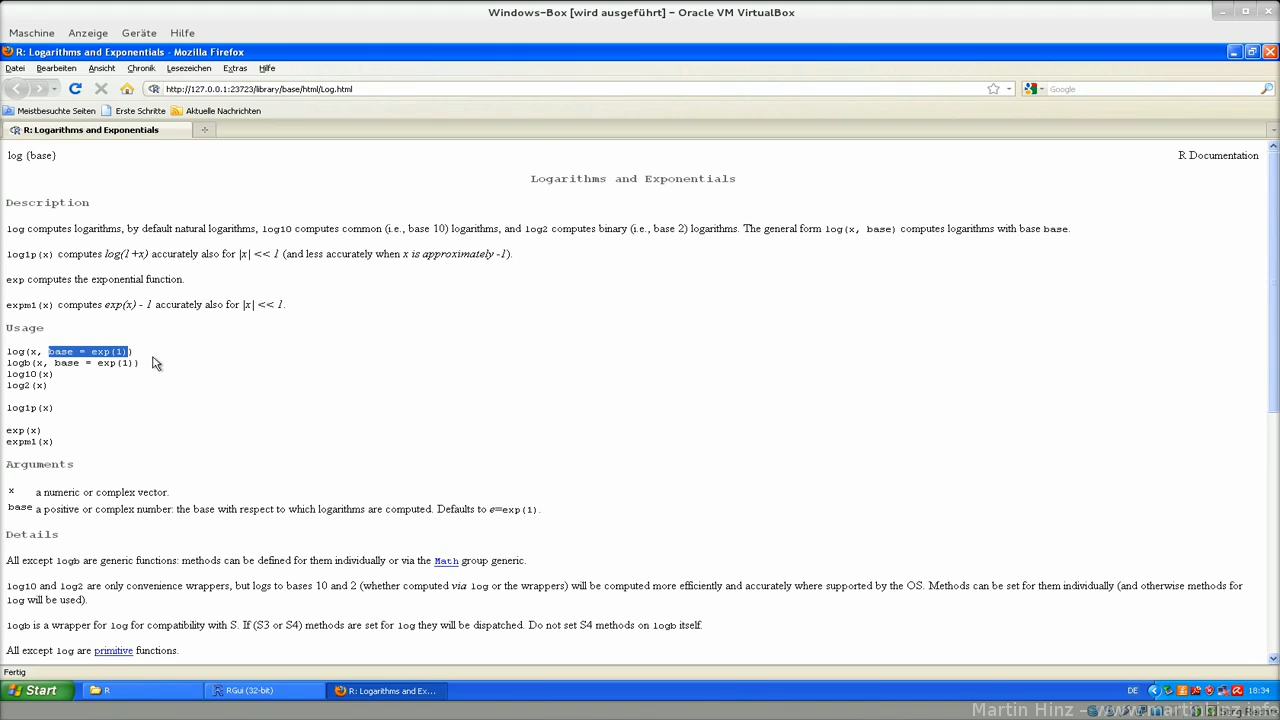 Windows-Box [wird ausgeführt] – Oracle VM VirtualBox
Maschine Anzeige Geräte Hilfe
R: Logarithms and Exponentials - Mozilla Firefox
Datei Bearbeiten Ansicht Chronik Lesezeichen Extras Hilfe
http://127.0.0.1:23723/library/base/html/Log.html Google
Meistbesuchte Seiten Erste Schritte Aktuelle Nachrichten
R: Logarithms and Exponentials
log {base} R Documentation
Logarithms and Exponentials
Description
log computes logarithms, by default natural logarithms, log10 computes common (i.e., base 10) logarithms, and log2 computes binary (i.e., base 2) logarithms. The general form log(x, base) computes logarithms with base base.
log1p(x) computes log(1+x) accurately also for |x| << 1 (and less accurately when x is approximately -1).
exp computes the exponential function.
expm1(x) computes exp(x) - 1 accurately also for |x| << 1.
Usage
log(x, base = exp(1))
logb(x, base = exp(1))
log10(x)
log2(x)
log1p(x)
exp(x)
expm1(x)
Arguments
x a numeric or complex vector.
base a positive or complex number: the base with respect to which logarithms are computed. Defaults to e=exp(1).
Details
All except logb are generic functions: methods can be defined for them individually or via the Math group generic.
log10 and log2 are only convenience wrappers, but logs to bases 10 and 2 (whether computed via log or the wrappers) will be computed more efficiently and accurately where supported by the OS. Methods can be set for them individually (and otherwise methods for
log will be used).
logb is a wrapper for log for compatibility with S. If (S3 or S4) methods are set for log they will be dispatched. Do not set S4 methods on logb itself.
All except log are primitive functions.
Fertig
Start R RGui (32-bit) R: Logarithms and Ex... DE 18:34
Martin Hinz – www.martinhinz.info